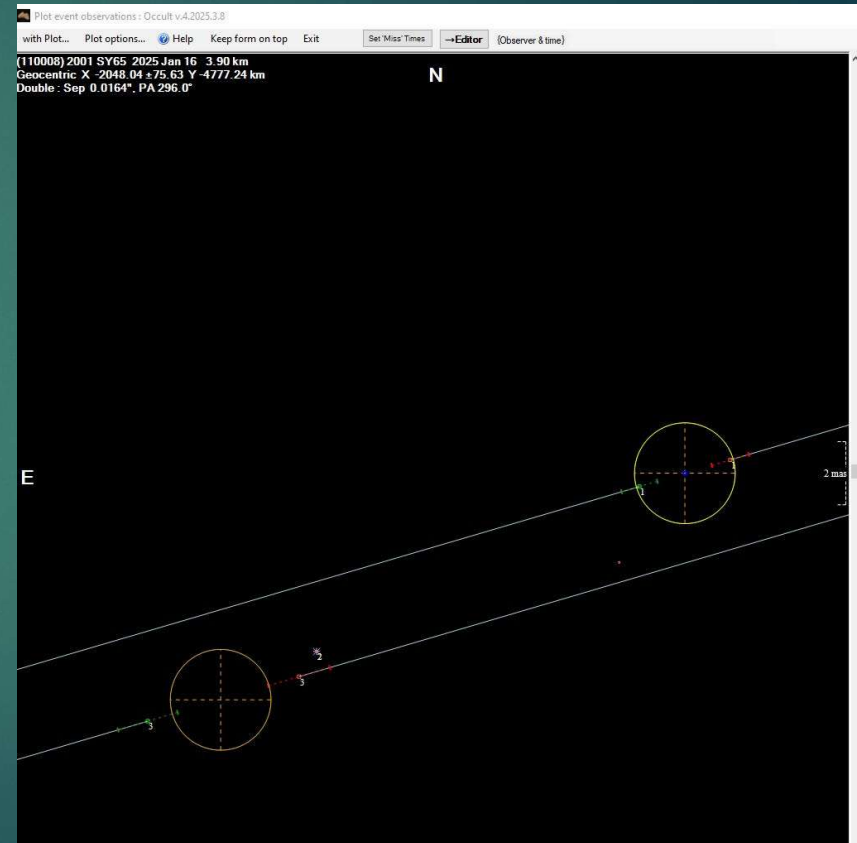 Plot event observations : Occult v.4.2025.3.8
with Plot... Plot options... Help Keep form on top Exit Set 'Miss' Times →Editor {Observer & time}
(110008) 2001 SY65 2025 Jan 16 3.90 km
Geocentric X -2048.04 ±75.63 Y -4777.24 km
Double : Sep 0.0164", PA 296.0°
N
1
E
2 mas
1
2
3
3